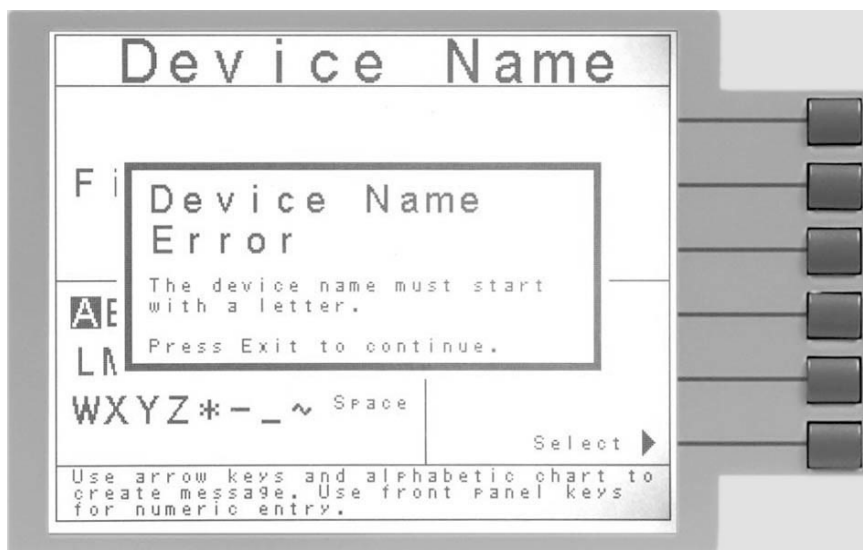 Device Name
Fi
Device Name
Error
The device name must start
with a letter.
Press Exit to continue.
A
L
WXYZ*-_~ Space
Select
Use arrow keys and alphabetic chart to
create message. Use front panel keys
for numeric entry.